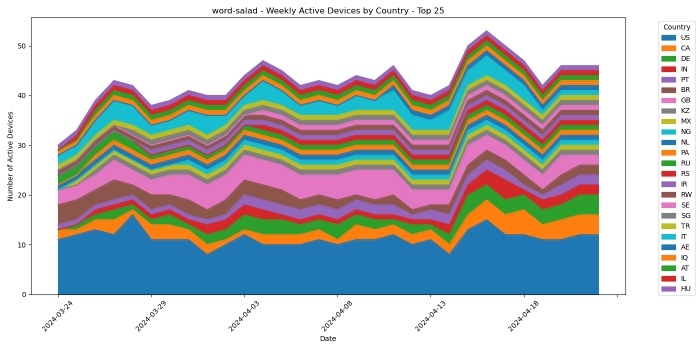 word-salad - Weekly Active Devices by Country - Top 25
Number of Active Devices
50
40
30
20
10
0
2024-03-24
2024-03-29
2024-04-03
2024-04-08
2024-04-13
2024-04-18
Date
Country
US
CA
DE
IN
PT
BR
GB
KZ
MX
NG
NL
PA
RU
RS
IR
RW
SE
SG
TR
IT
AE
IQ
AT
IL
HU